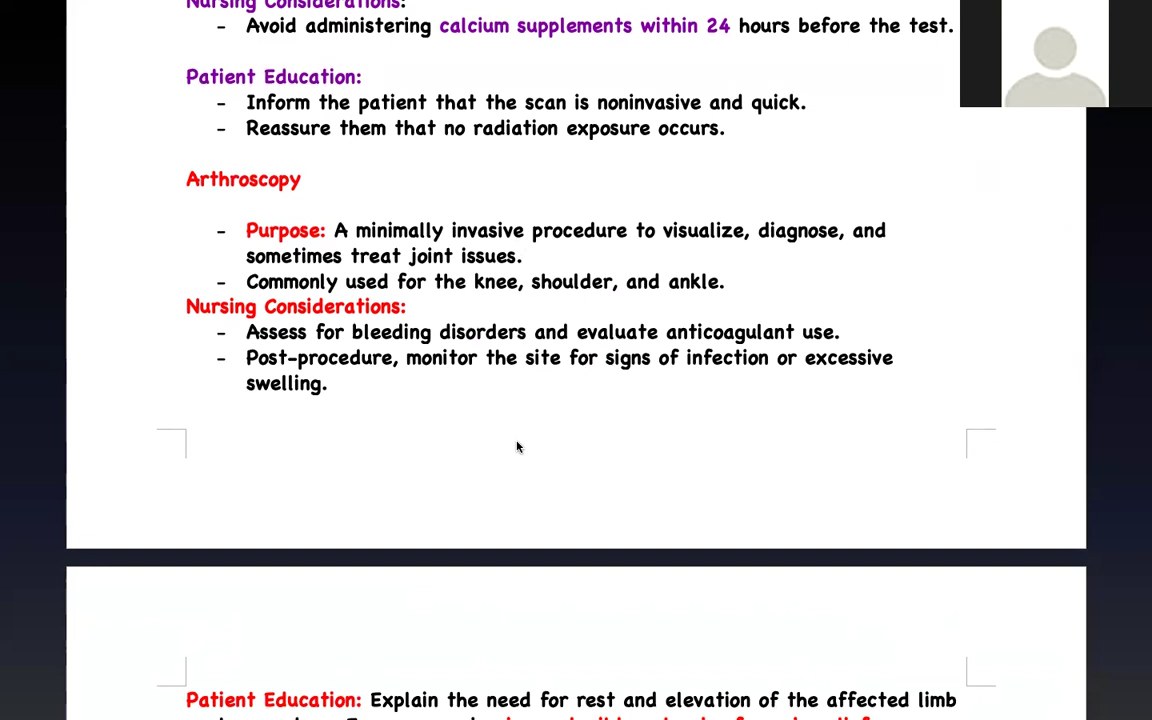 Nursing Considerations:
- Avoid administering calcium supplements within 24 hours before the test.
Patient Education:
- Inform the patient that the scan is noninvasive and quick.
- Reassure them that no radiation exposure occurs.
Arthroscopy
- Purpose: A minimally invasive procedure to visualize, diagnose, and
sometimes treat joint issues.
- Commonly used for the knee, shoulder, and ankle.
Nursing Considerations:
- Assess for bleeding disorders and evaluate anticoagulant use.
- Post-procedure, monitor the site for signs of infection or excessive
swelling.
Patient Education: Explain the need for rest and elevation of the affected limb